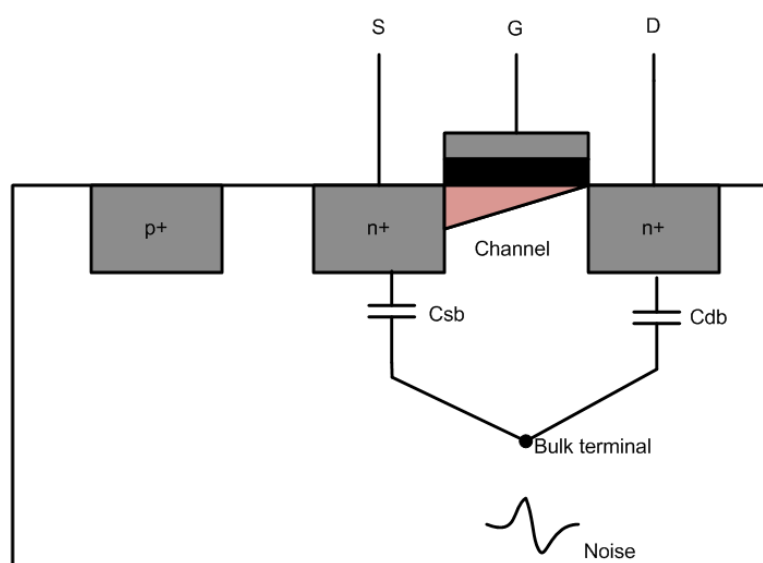 S
G
D
p+
n+
n+
Channel
Csb
Cdb
Bulk terminal
Noise